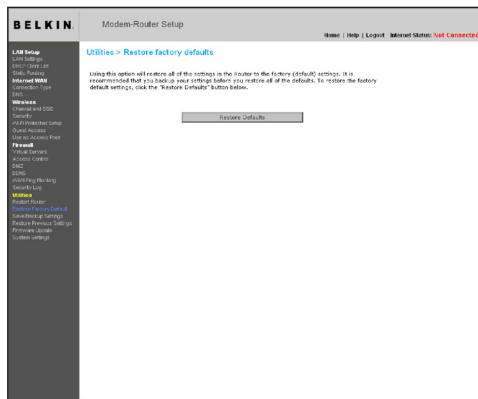 BELKIN.
Modem-Router Setup
Home | Help | Logout Internet Status: Not Connected
LAN Setup
LAN Settings
DHCP Client List
Static Routing
Internet WAN
Connection Type
DNS
Wireless
Channel and SSID
Security
Wi-Fi Protected Setup
Guest Access
Use as Access Point
Firewall
Virtual Servers
Access Control
DMZ
DDNS
WAN Ping Blocking
Security Log
Utilities
Restart Router
Restore Factory Default
Save/Backup Settings
Restore Previous Settings
Firmware Update
System Settings
Utilities > Restore factory defaults
Using this option will restore all of the settings in the Router to the factory (default) settings. It is
recommended that you backup your settings before you restore all of the defaults. To restore the factory
default settings, click the "Restore Defaults" button below.
Restore Defaults